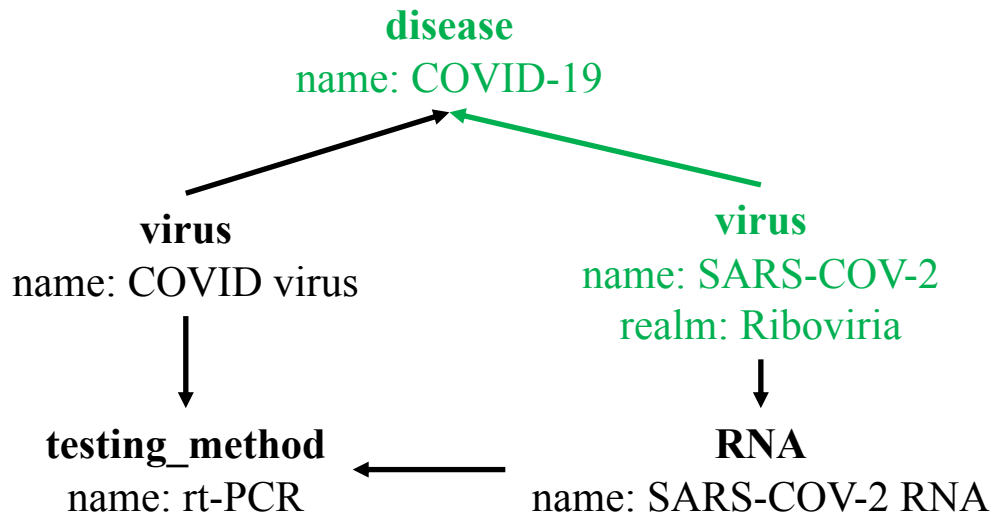 disease
name: COVID-19
virus
name: COVID virus
virus
name: SARS-COV-2
realm: Riboviria
testing_method
name: rt-PCR
RNA
name: SARS-COV-2 RNA